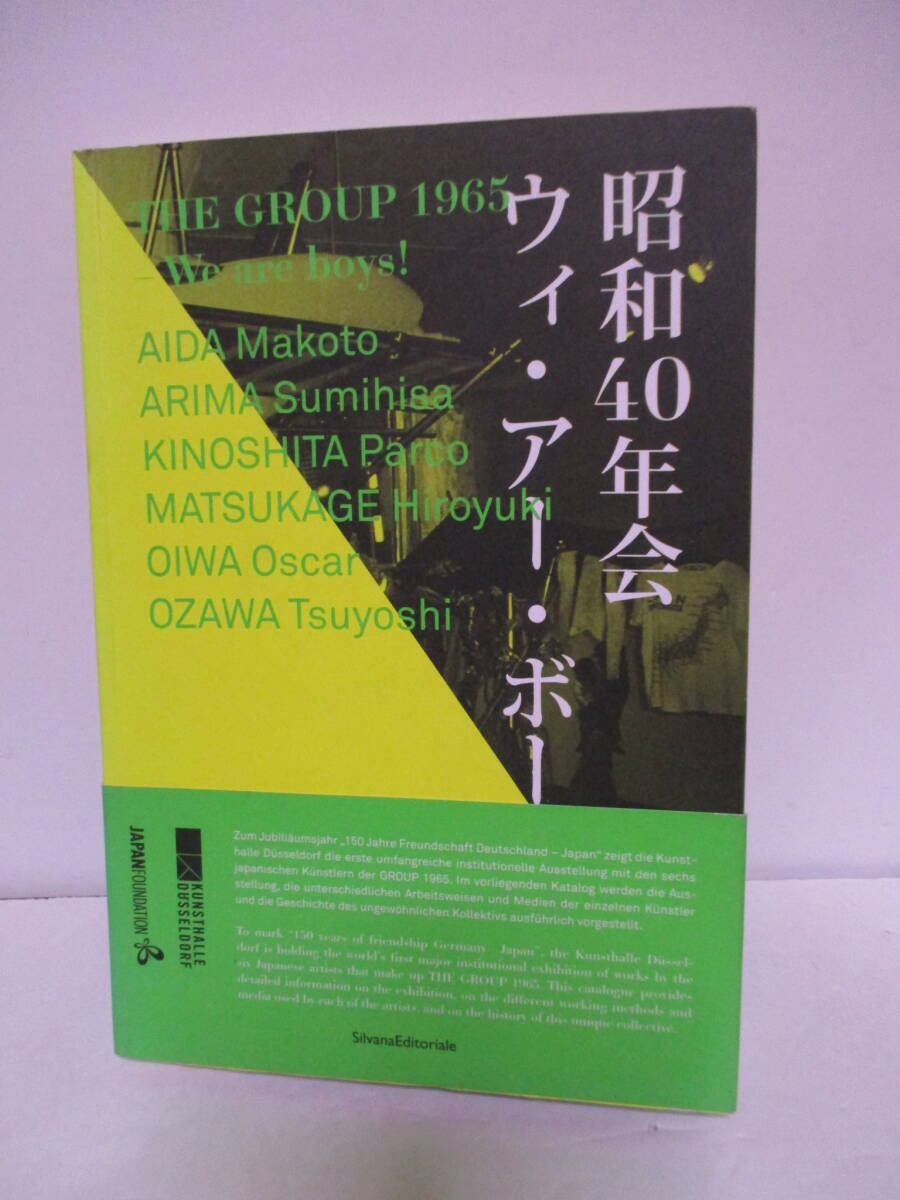 THE GROUP 1965
– We are boys!
AIDA Makoto
ARIMA Sumihisa
KINOSHITA Parco
MATSUKAGE Hiroyuki
OIWA Oscar
OZAWA Tsuyoshi
昭和40年会
ウィ・アー・ボー
JAPANFOUNDATION
KUNSTHALLE
DÜSSELDORF
Zum Jubiläumsjahr „150 Jahre Freundschaft Deutschland – Japan“ zeigt die Kunst-
halle Düsseldorf die erste umfangreiche institutionelle Ausstellung mit den sechs
japanischen Künstlern der GROUP 1965. Im vorliegenden Katalog werden die Aus-
stellung, die unterschiedlichen Arbeitsweisen und Medien der einzelnen Künstler
und die Geschichte des ungewöhnlichen Kollektivs ausführlich vorgestellt.
To mark “150 years of friendship Germany – Japan”, the Kunsthalle Düssel-
dorf is holding the world’s first major institutional exhibition of works by the
six Japanese artists that make up THE GROUP 1965. This catalogue provides
detailed information on the exhibition, on the different working methods and
media used by each of the artists, and on the history of this unique collective.
SilvanaEditoriale